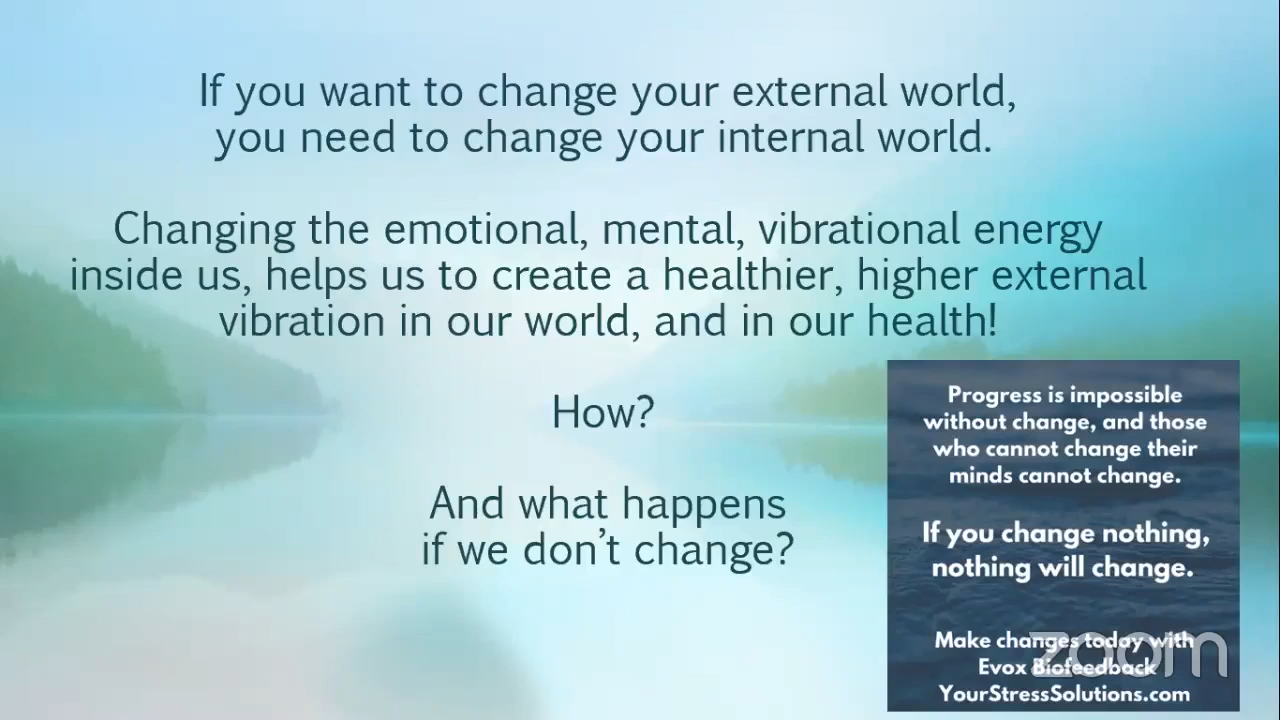 If you want to change your external world,
you need to change your internal world.
Changing the emotional, mental, vibrational energy
inside us, helps us to create a healthier, higher external
vibration in our world, and in our health!
How?
And what happens
if we don't change?
Progress is impossible
without change, and those
who cannot change their
minds cannot change.
If you change nothing,
nothing will change.
Make changes today with
Evox Biofeedback
YourStressSolutions.com
zoom